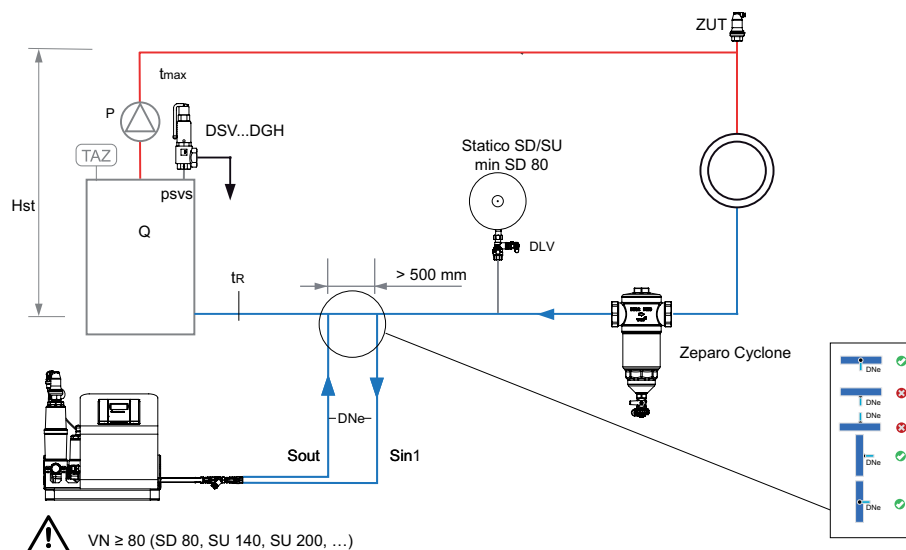 ZUT
tmax
P
DSV...DGH
TAZ
Statico SD/SU
min SD 80
psvs
Hst
Q
DLV
> 500 mm
tR
Zeparo Cyclone
DNe
DNe
DNe
DNe
DNe
DNe
Sout
Sin1
VN ≥ 80 (SD 80, SU 140, SU 200, …)